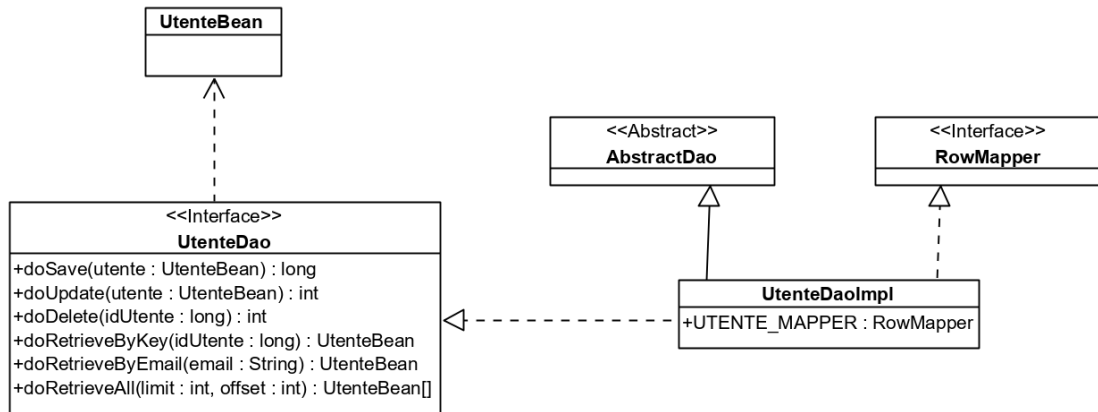 UtenteBean
<<Abstract>>
AbstractDao
<<Interface>>
RowMapper
<<Interface>>
UtenteDao
+doSave(utente : UtenteBean) : long
+doUpdate(utente : UtenteBean) : int
+doDelete(idUtente : long) : int
+doRetrieveByKey(idUtente : long) : UtenteBean
+doRetrieveByEmail(email : String) : UtenteBean
+doRetrieveAll(limit : int, offset : int) : UtenteBean[]
UtenteDaoImpl
+UTENTE_MAPPER : RowMapper